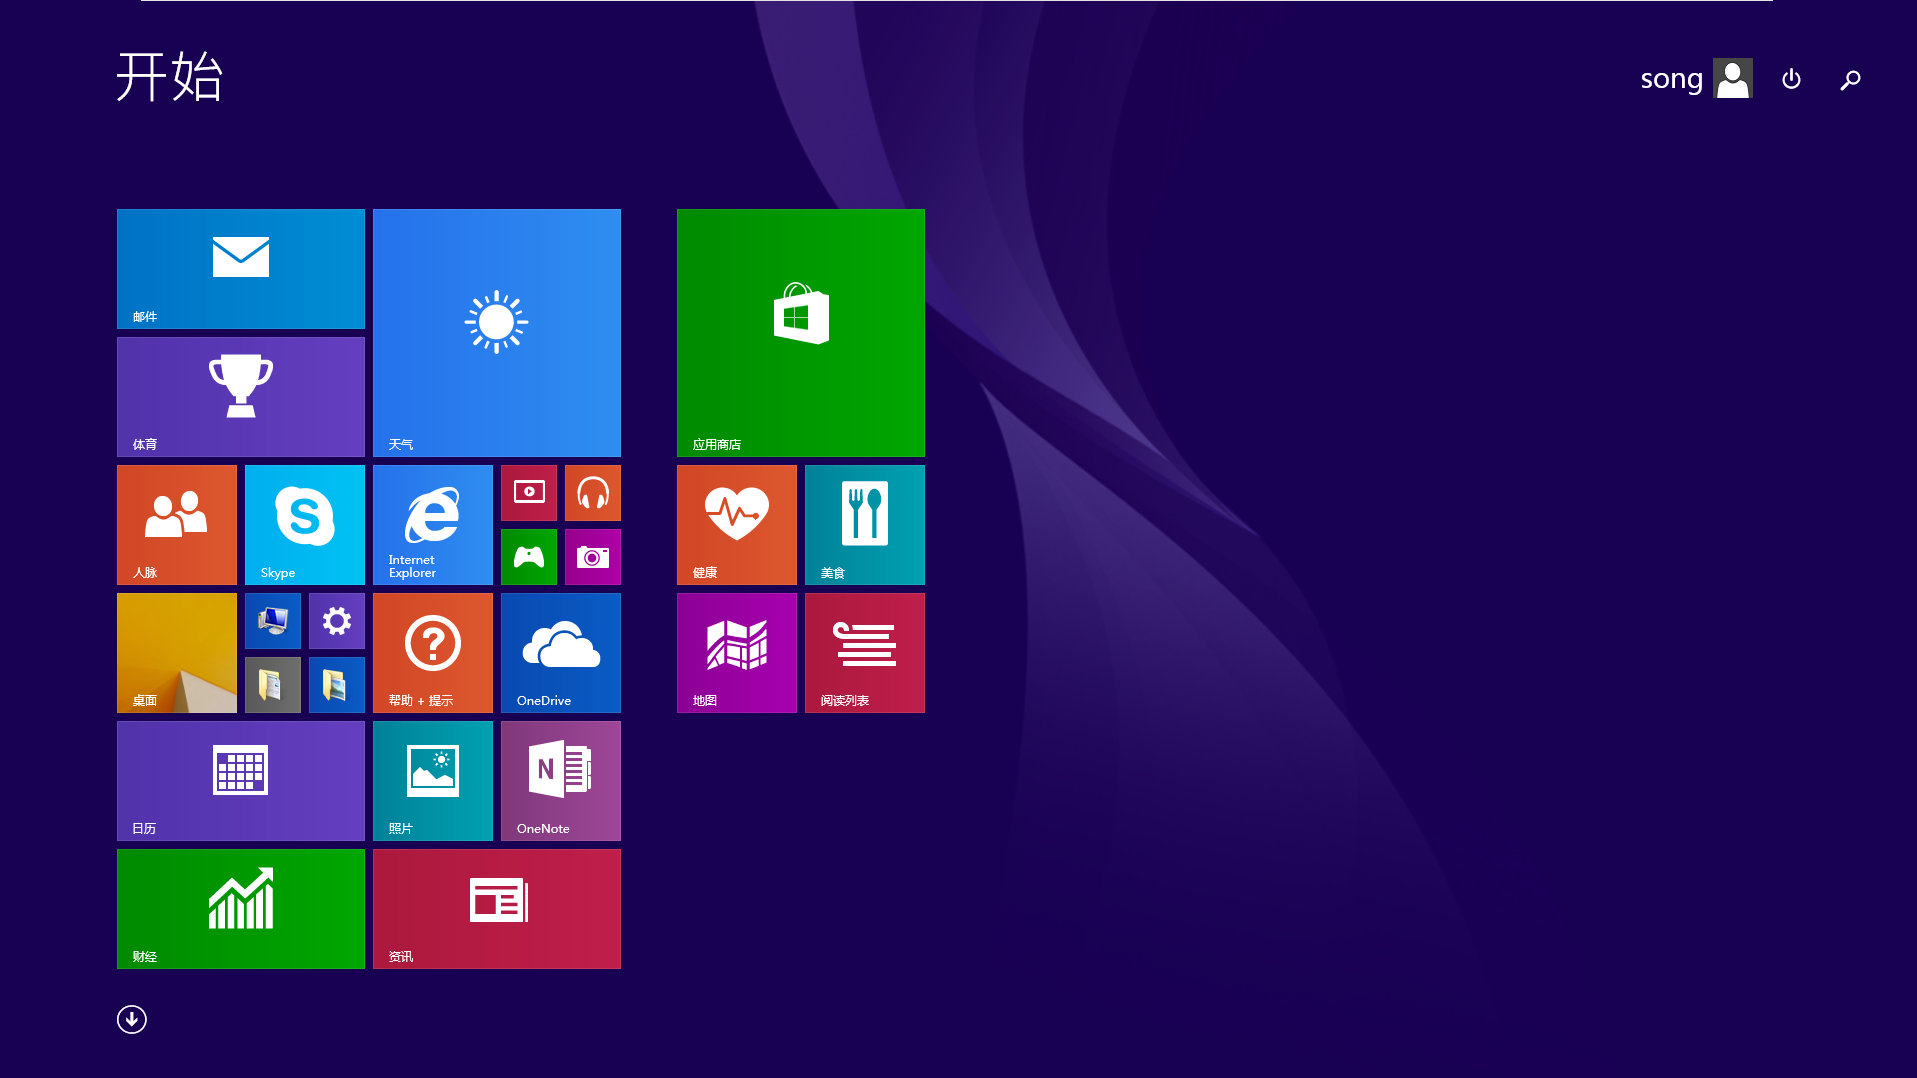 开始
song
邮件
体育
天气
人脉
Skype
Internet
Explorer
桌面
帮助 + 提示
OneDrive
日历
照片
OneNote
财经
资讯
应用商店
健康
美食
地图
阅读列表